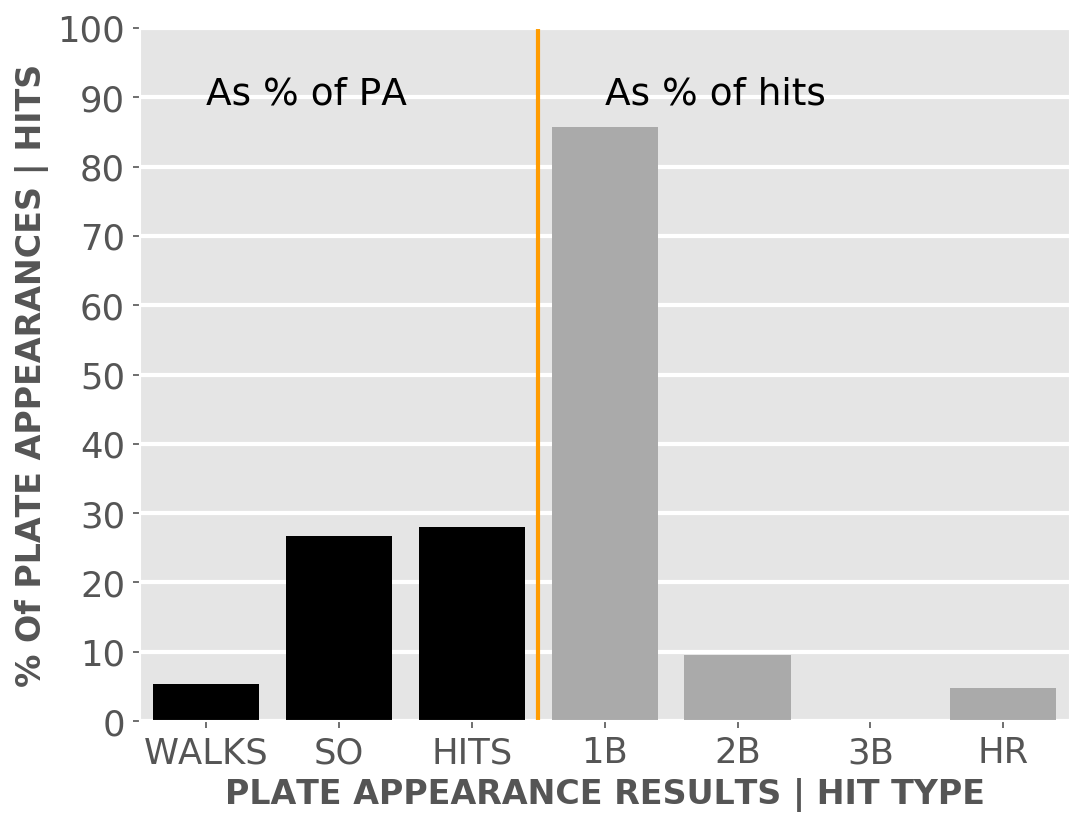 % Of PLATE APPEARANCES | HITS
100
90
80
70
60
50
40
30
20
10
0
As % of PA
As % of hits
WALKS SO HITS 1B 2B 3B HR
PLATE APPEARANCE RESULTS | HIT TYPE